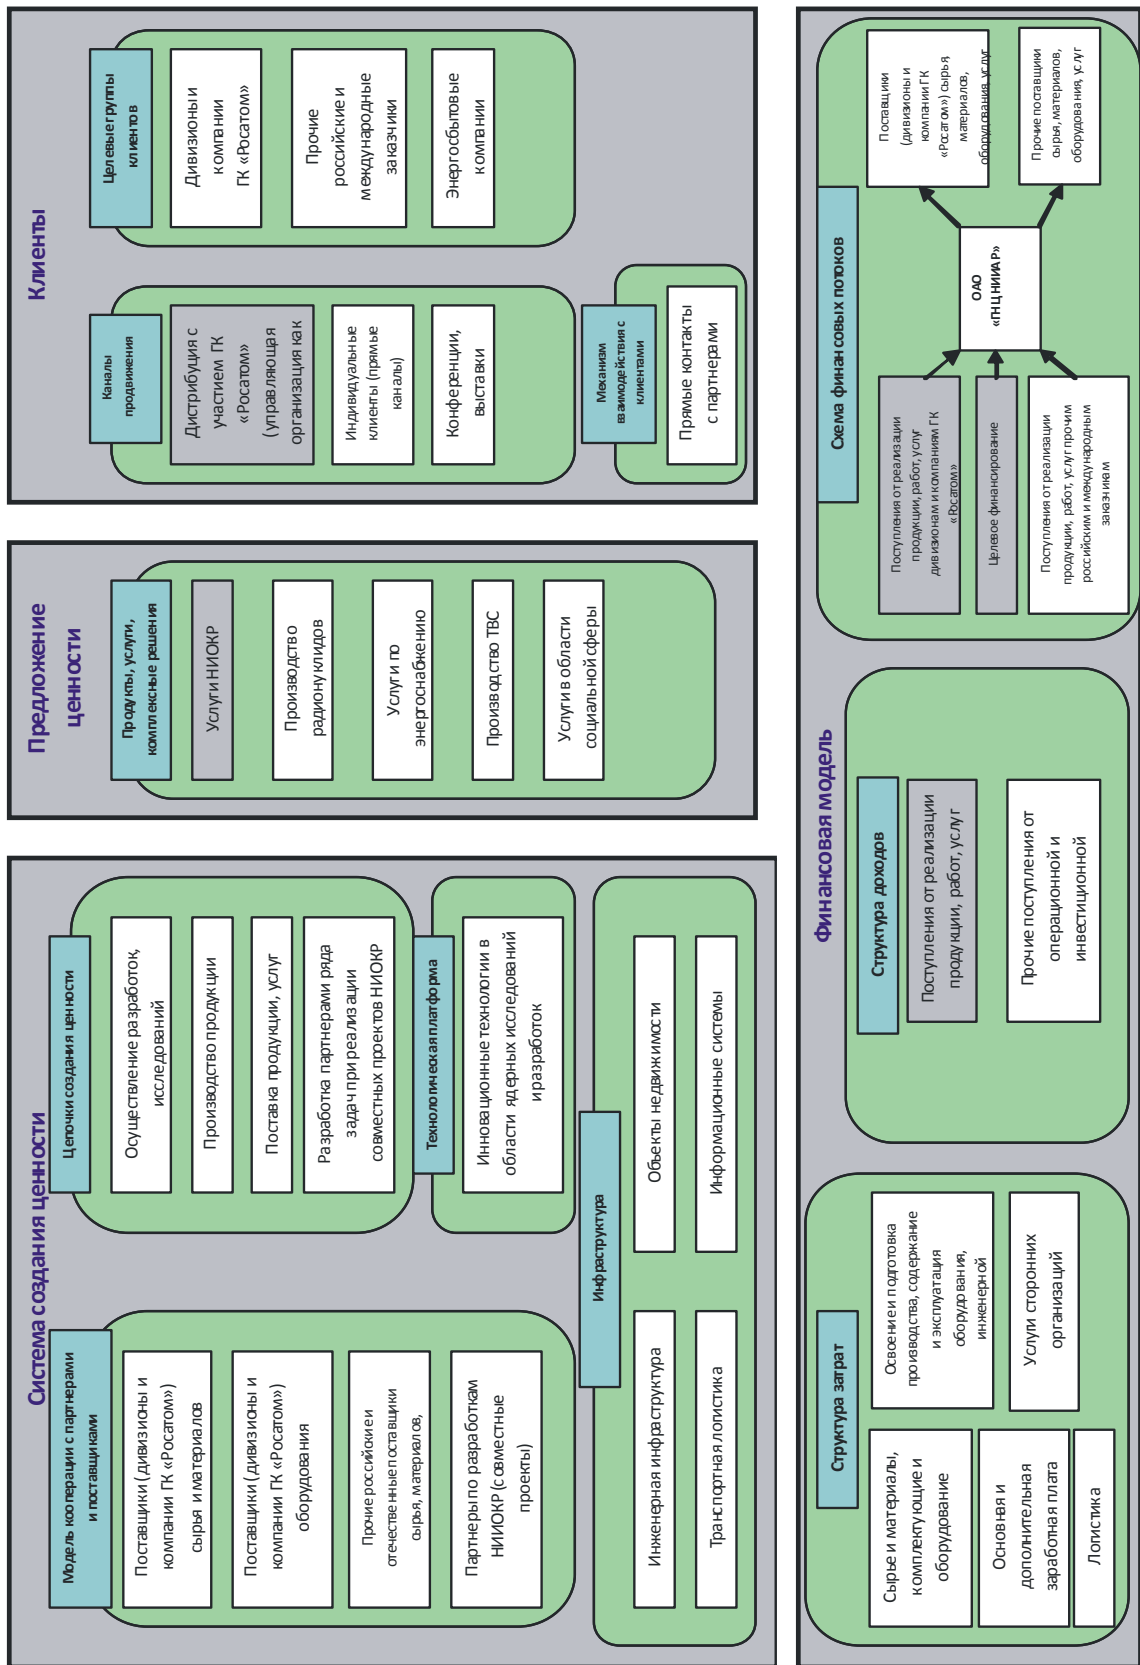 Система создания ценности
Модель кооперации с партнерами
и поставщиками
Поставщики (дивизионы и
компании ГК «Росатом»)
сырья и материалов
Поставщики (дивизионы и
компании ГК «Росатом»)
оборудования
Прочие российские и
отечественные поставщики
сырья, материалов,
Партнеры по разработкам
НИИОКР (совместные
проекты)
Цепочки создания ценности
Осуществление разработок,
исследований
Производство продукции
Поставка продукции, услуг
Разработка партнерами ряда
задач при реализации
совместных проектов НИОКР
Технологическая платформа
Инновационные технологии в
области ядерных исследований
и разработок
Инфраструктура
Инженерная инфраструктура
Объекты недвижимости
Транспортная логистика
Информационные системы
Предложение
ценности
Продукты, услуги,
комплексные решения
Услуги НИОКР
Производство
радионуклидов
Услуги по
энергоснабжению
Производство ТВС
Услуги в области
социальной сферы
Клиенты
Каналы
продвижения
Дистрибуция с
участием ГК
«Росатом»
(управляющая
организация как
Индивидуальные
клиенты (прямые
каналы)
Конференции,
выставки
Целевые группы
клиентов
Дивизионы и
компании
ГК «Росатом»
Прочие
российские и
международные
заказчики
Энергосбытовые
компании
Механизм
взаимодействия с
клиентами
Прямые контакты
с партнерами
Финансовая модель
Структура затрат
Сырье и материалы,
комплектующие и
оборудование
Основная и
дополнительная
заработная плата
Логистика
Освоение и подготовка
производства, содержание
и эксплуатация
оборудования,
инженерной
Услуги сторонних
организаций
Структура доходов
Поступления от реализации
продукции, работ, услуг
Прочие поступления от
операционной и
инвестиционной
Схема финансовых потоков
Поступления от реализации
продукции, работ, услуг
дивизионам и компаниям ГК
«Росатом»
Целевое финансирование
Поступления от реализации
продукции, работ, услуг прочим
российским и международным
заказчикам
ОАО
«ГНЦ НИИАР»
Поставщики
(дивизионы и
компании ГК
«Росатом») сырья,
материалов,
оборудования, услуг
Прочие поставщики
сырья, материалов,
оборудования, услуг